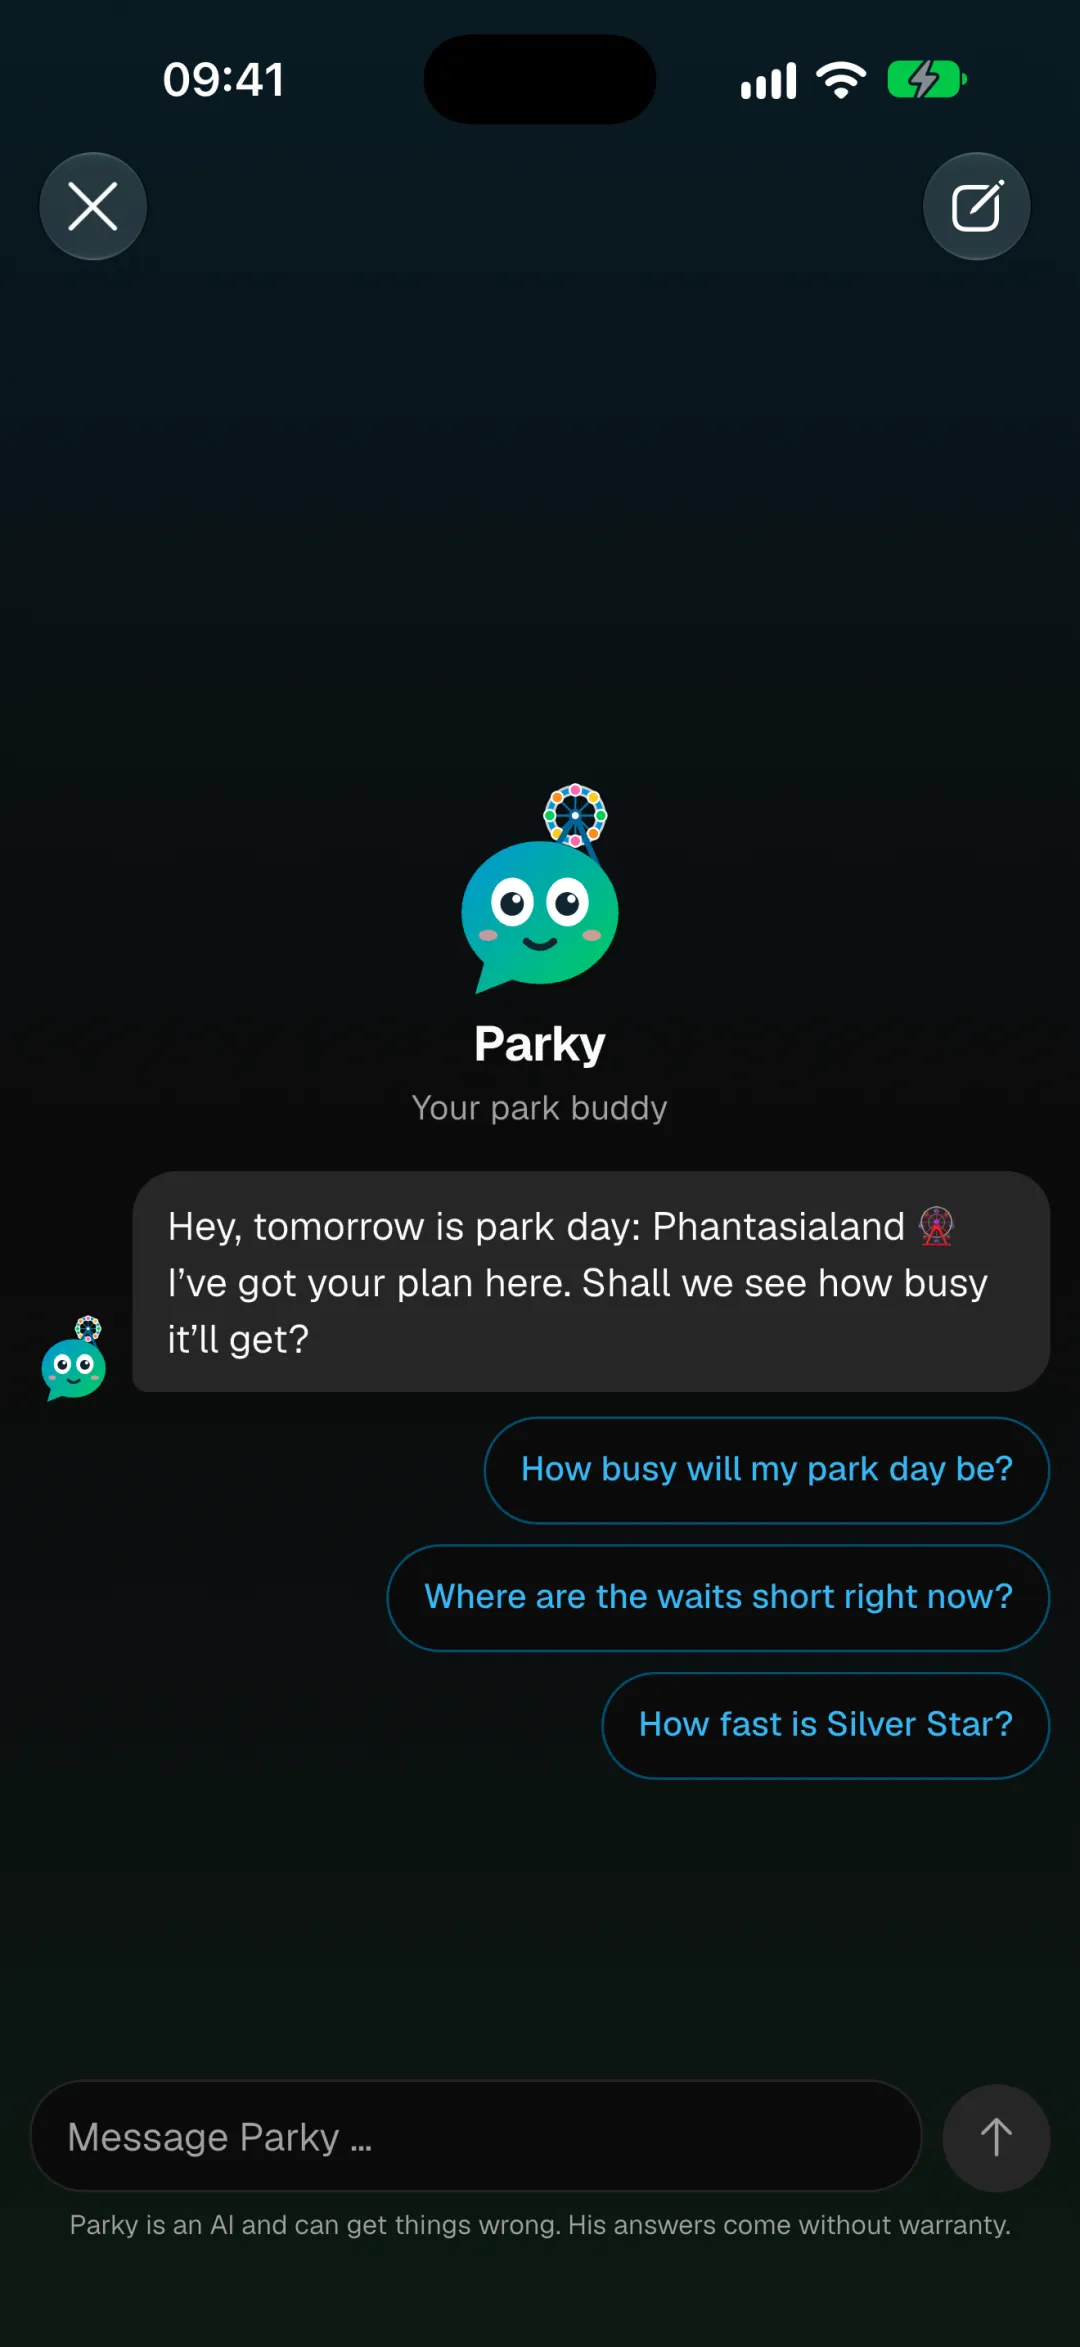 09:41
Parky
Your park buddy
Hey, tomorrow is park day: Phantasialand 🎡
I’ve got your plan here. Shall we see how busy
it’ll get?
How busy will my park day be?
Where are the waits short right now?
How fast is Silver Star?
Message Parky ...
Parky is an AI and can get things wrong. His answers come without warranty.